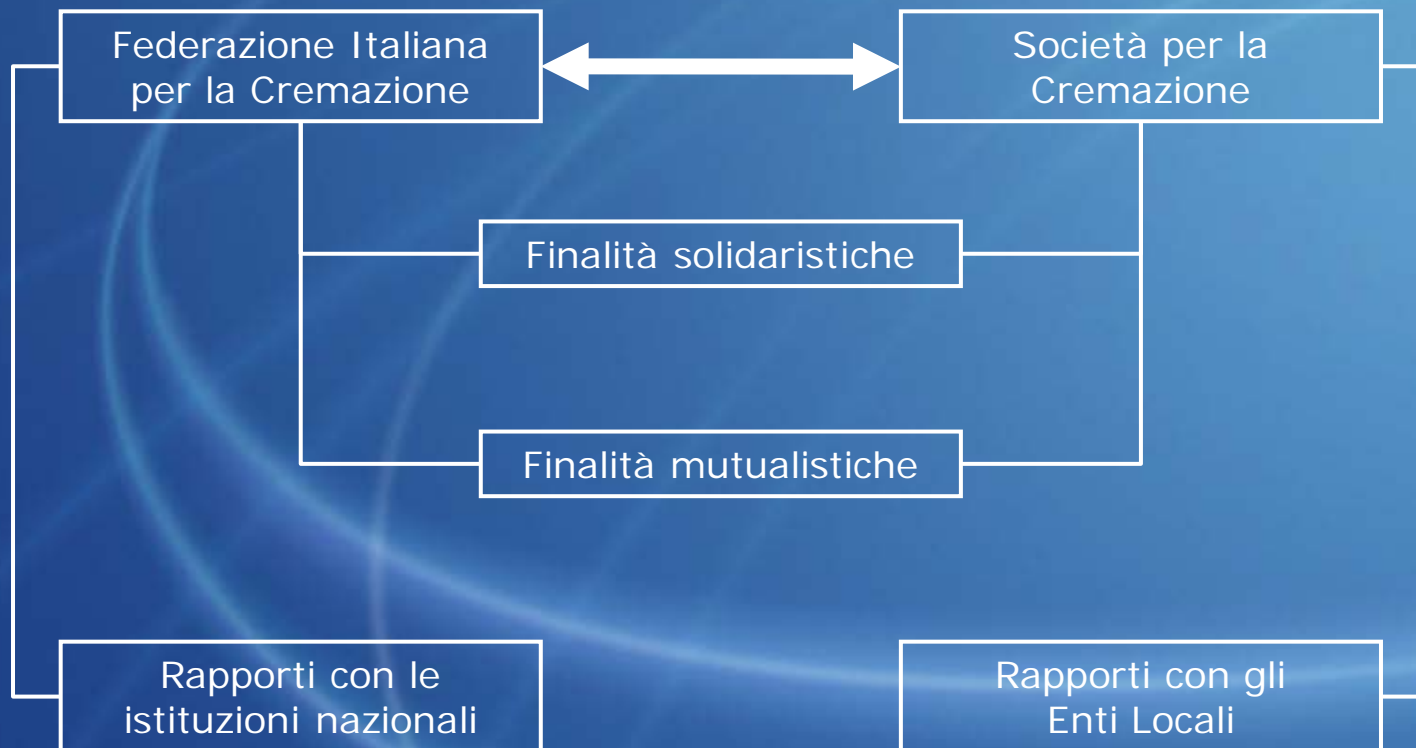 Federazione Italiana
per la Cremazione
Società per la
Cremazione
Finalità solidaristiche
Finalità mutualistiche
Rapporti con le
istituzioni nazionali
Rapporti con gli
Enti Locali